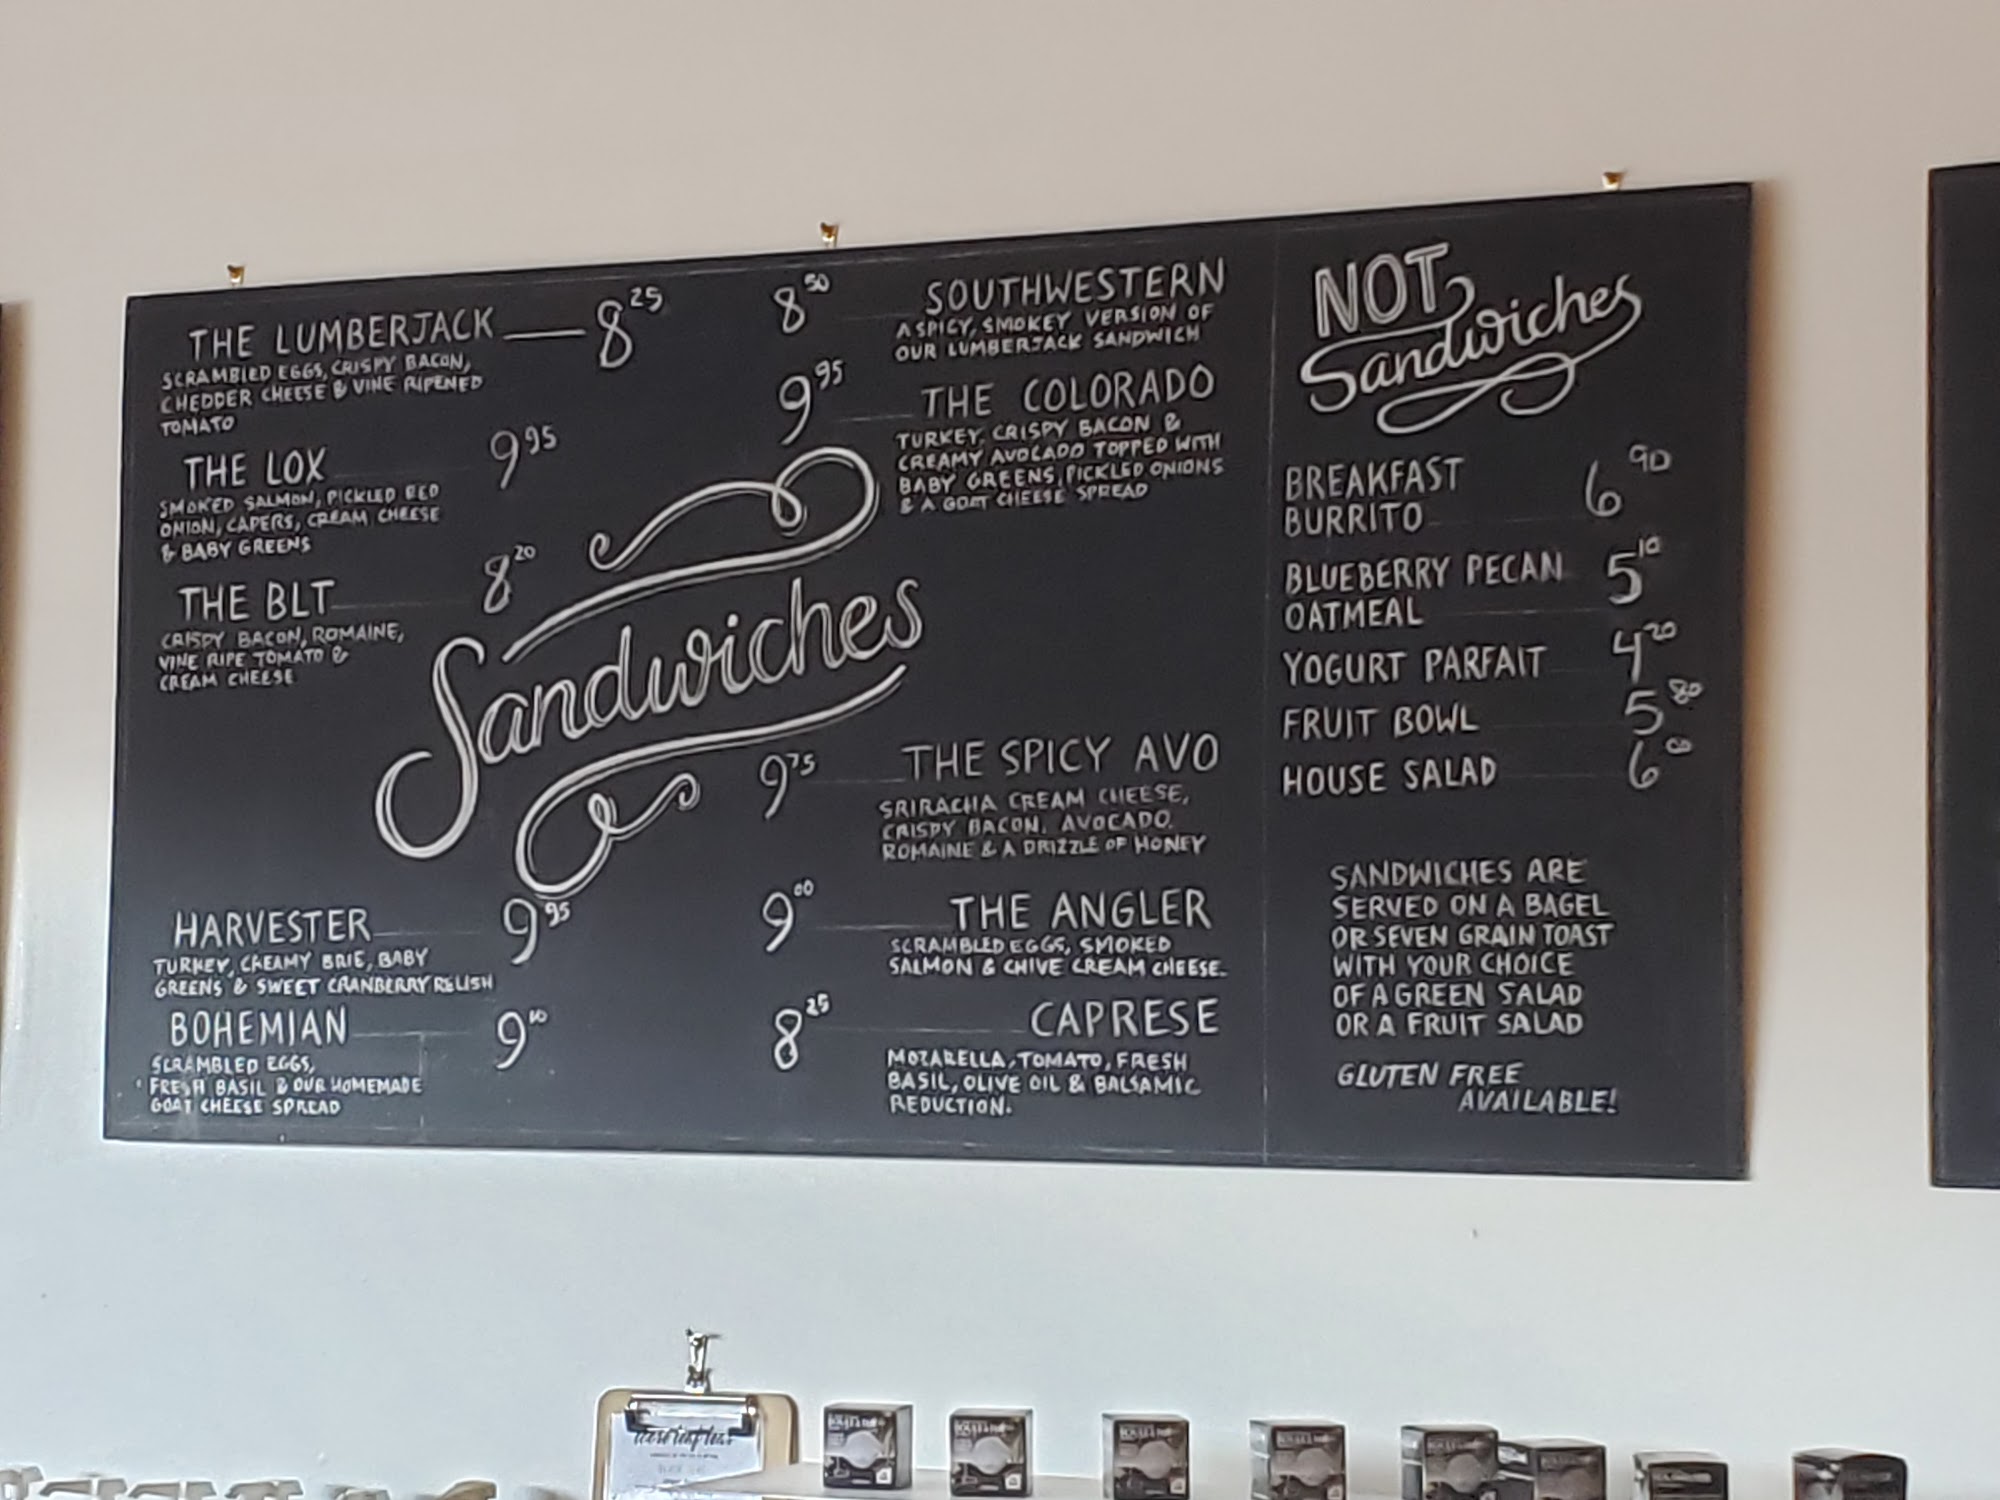 THE LUMBERJACK 8 25
SCRAMBLED EGGS, CRISPY BACON,
CHEDDER CHEESE & VINE RIPENED
TOMATO
THE LOX 9 95
SMOKED SALMON, PICKLED RED
ONION, CAPERS, CREAM CHEESE
& BABY GREENS
THE BLT 8 20
CRISPY BACON, ROMAINE,
VINE RIPE TOMATO &
CREAM CHEESE
Sandwiches
HARVESTER 9 95
TURKEY, CREAMY BRIE, BABY
GREENS & SWEET CRANBERRY RELISH
BOHEMIAN 9
SCRAMBLED EGGS,
FRESH BASIL & OUR HOMEMADE
GOAT CHEESE SPREAD
8 50 SOUTHWESTERN
A SPICY, SMOKEY VERSION OF
OUR LUMBERJACK SANDWICH
9 95 THE COLORADO
TURKEY, CRISPY BACON &
CREAMY AVOCADO TOPPED WITH
BABY GREENS, PICKLED ONIONS
& A GOAT CHEESE SPREAD
9 75 THE SPICY AVO
SRIRACHA CREAM CHEESE,
CRISPY BACON, AVOCADO,
ROMAINE & A DRIZZLE OF HONEY
9 00 THE ANGLER
SCRAMBLED EGGS, SMOKED
SALMON & CHIVE CREAM CHEESE.
8 25 CAPRESE
MOZARELLA, TOMATO, FRESH
BASIL, OLIVE OIL & BALSAMIC
REDUCTION.
NOT
Sandwiches
BREAKFAST 6 90
BURRITO
BLUEBERRY PECAN 5 10
OATMEAL
YOGURT PARFAIT 4 20
FRUIT BOWL 5 80
HOUSE SALAD 6
SANDWICHES ARE
SERVED ON A BAGEL
OR SEVEN GRAIN TOAST
WITH YOUR CHOICE
OF A GREEN SALAD
OR A FRUIT SALAD
GLUTEN FREE
AVAILABLE!